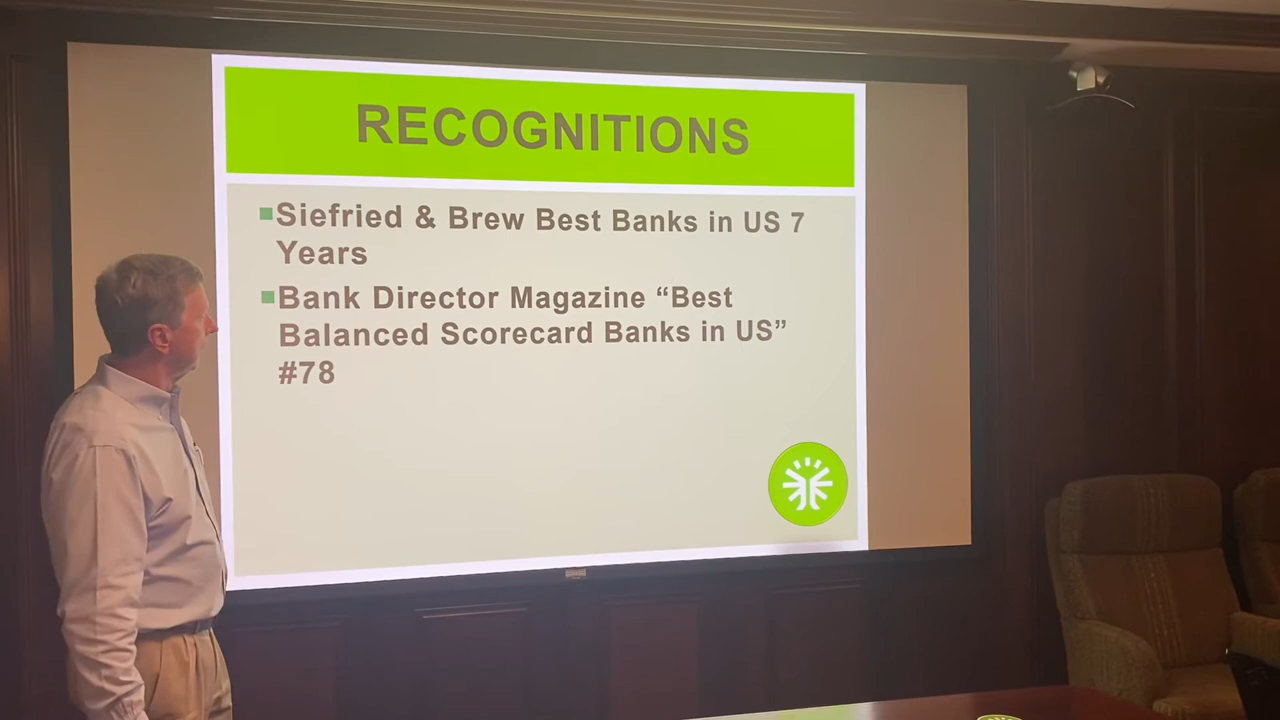 RECOGNITIONS
Siefried & Brew Best Banks in US 7
Years
Bank Director Magazine “Best
Balanced Scorecard Banks in US”
#78